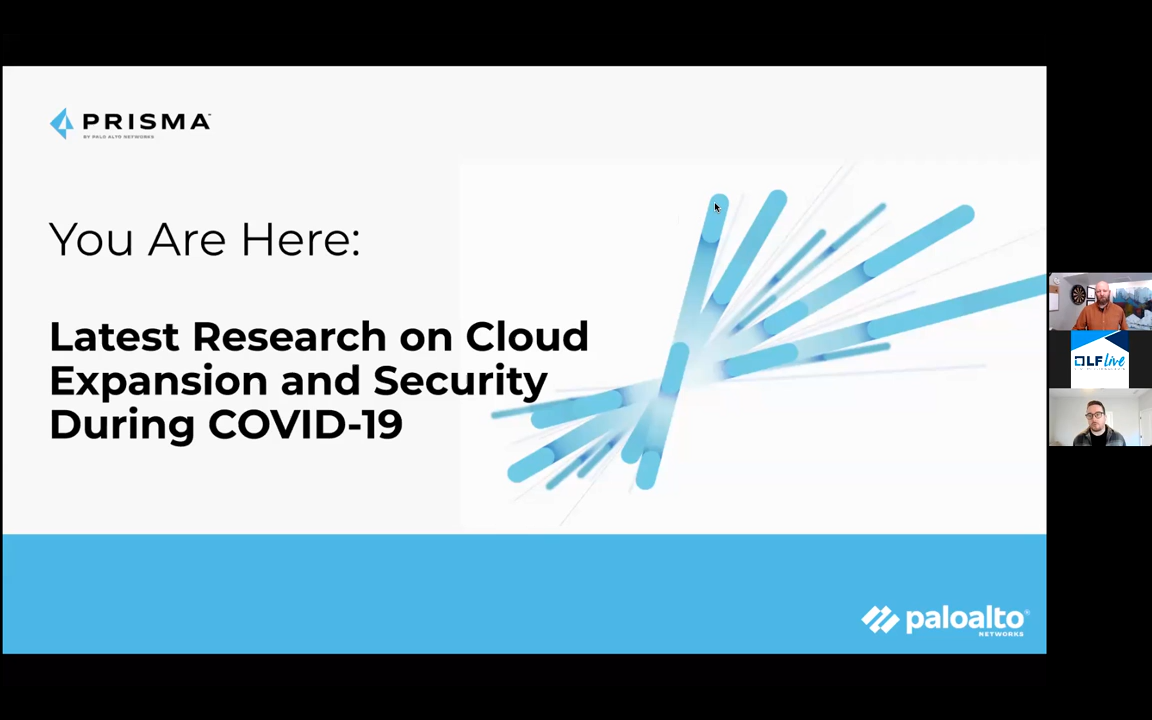 PRISMA
BY PALO ALTO NETWORKS
You Are Here:
Latest Research on Cloud
Expansion and Security
During COVID-19
paloalto
NETWORKS
LF live